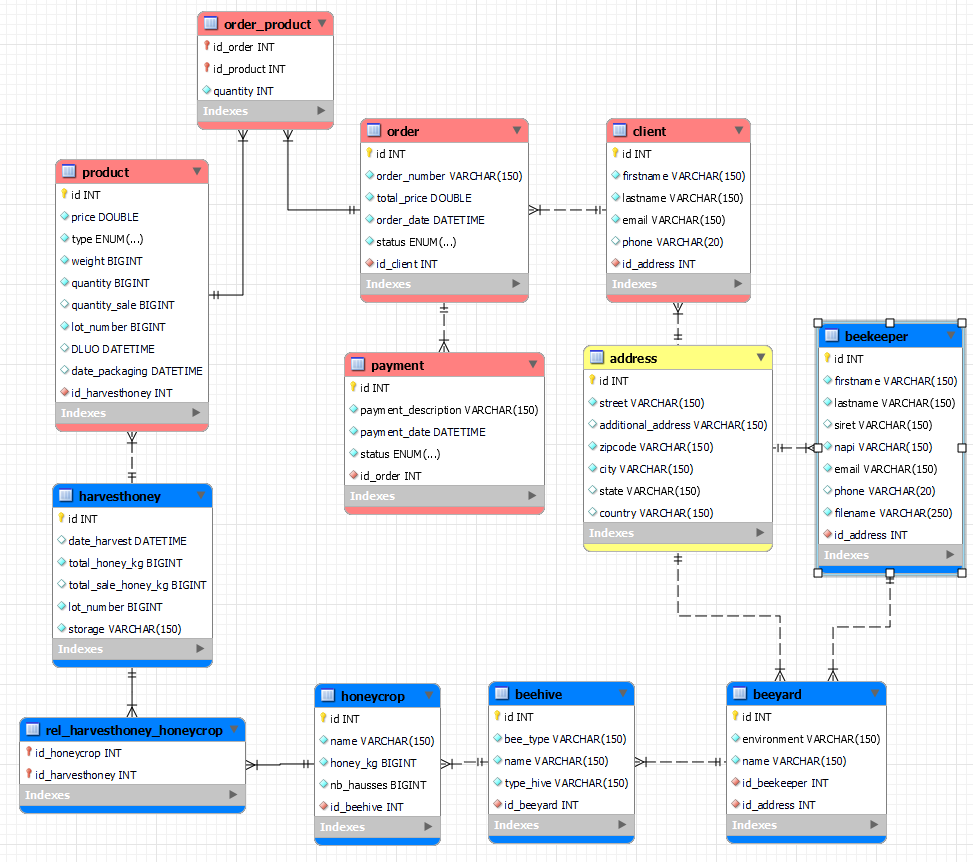 order_product
id_order INT
id_product INT
quantity INT
Indexes
order
id INT
order_number VARCHAR(150)
total_price DOUBLE
order_date DATETIME
status ENUM(...)
id_client INT
Indexes
client
id INT
firstname VARCHAR(150)
lastname VARCHAR(150)
email VARCHAR(150)
phone VARCHAR(20)
id_address INT
Indexes
product
id INT
price DOUBLE
type ENUM(...)
weight BIGINT
quantity BIGINT
quantity_sale BIGINT
lot_number BIGINT
DLUO DATETIME
date_packaging DATETIME
id_harvesthoney INT
Indexes
payment
id INT
payment_description VARCHAR(150)
payment_date DATETIME
status ENUM(...)
id_order INT
Indexes
address
id INT
street VARCHAR(150)
additional_address VARCHAR(150)
zipcode VARCHAR(150)
city VARCHAR(150)
state VARCHAR(150)
country VARCHAR(150)
Indexes
beekeeper
id INT
firstname VARCHAR(150)
lastname VARCHAR(150)
siret VARCHAR(150)
napi VARCHAR(150)
email VARCHAR(150)
phone VARCHAR(20)
filename VARCHAR(250)
id_address INT
Indexes
harvesthoney
id INT
date_harvest DATETIME
total_honey_kg BIGINT
total_sale_honey_kg BIGINT
lot_number BIGINT
storage VARCHAR(150)
Indexes
rel_harvesthoney_honeycrop
id_honeycrop INT
id_harvesthoney INT
Indexes
honeycrop
id INT
name VARCHAR(150)
honey_kg BIGINT
nb_hausses BIGINT
id_beehive INT
Indexes
beehive
id INT
bee_type VARCHAR(150)
name VARCHAR(150)
type_hive VARCHAR(150)
id_beeyard INT
Indexes
beeyard
id INT
environment VARCHAR(150)
name VARCHAR(150)
id_beekeeper INT
id_address INT
Indexes